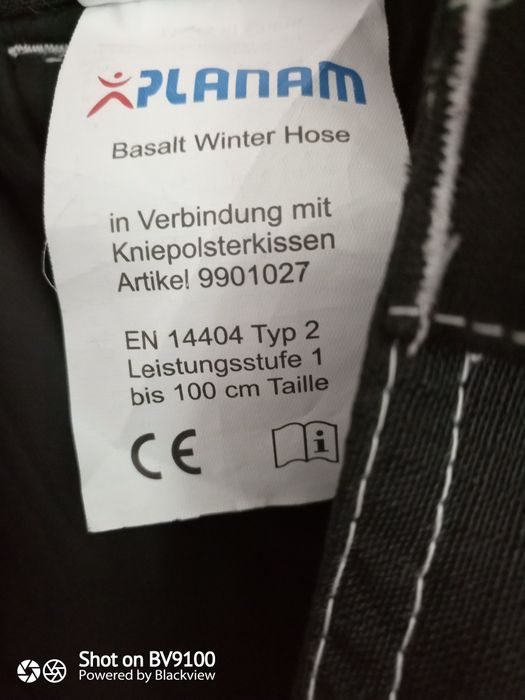 PLANAM
Basalt Winter Hose
in Verbindung mit
Kniepolsterkissen
Artikel 9901027
EN 14404 Typ 2
Leistungsstufe 1
bis 100 cm Taille
CE
i
Shot on BV9100
Powered by Blackview